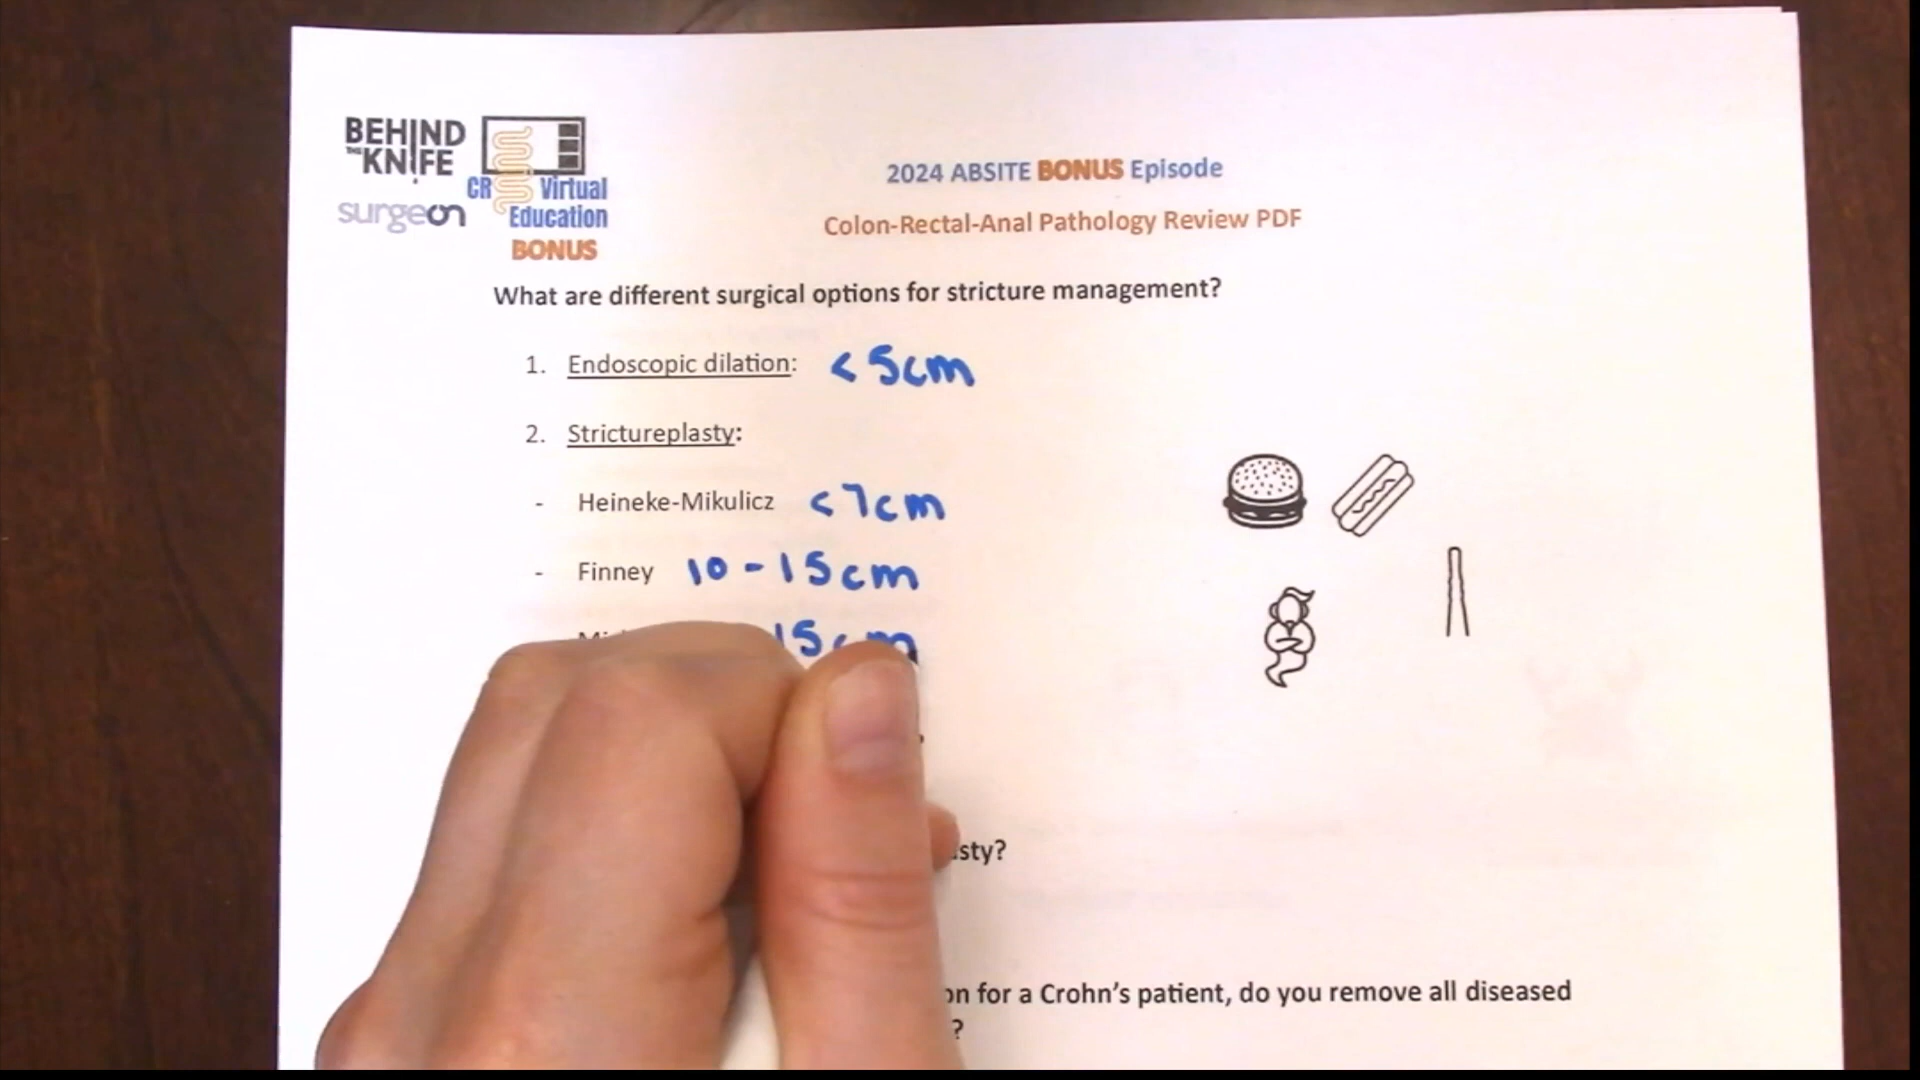 BEHIND
THE KNIFE
surgeon
CR Virtual
Education
BONUS
2024 ABSITE BONUS Episode
Colon-Rectal-Anal Pathology Review PDF
What are different surgical options for stricture management?
1. Endoscopic dilation: < 5cm
2. Strictureplasty:
- Heineke-Mikulicz < 7cm
- Finney 10 - 15cm
15cm
on for a Crohn's patient, do you remove all diseased
?